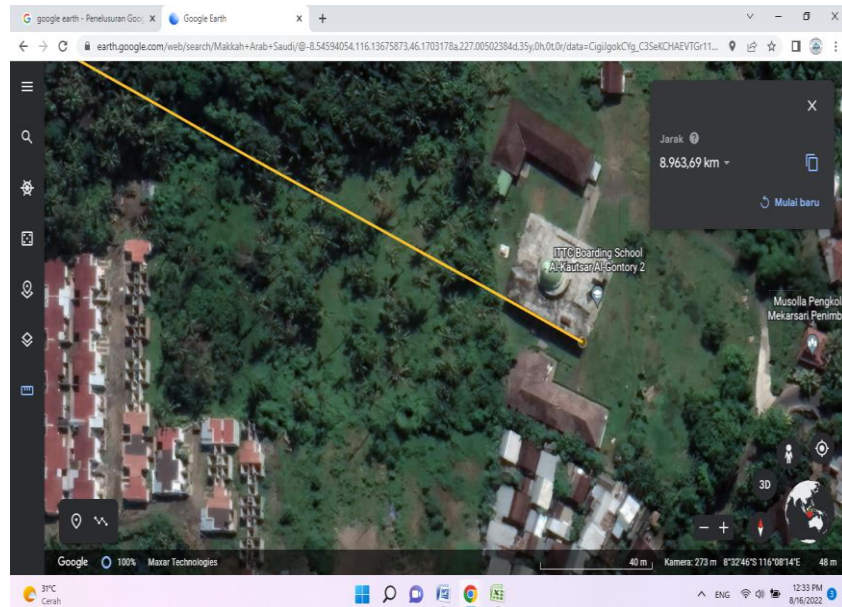 google earth - Penelusuran Goog
Google Earth
earth.google.com/web/search/Makkah+Arab+Saudi/@-8.54594054,116.13675873,46.1703178a,227.00502384d,35y,0h,0t,0r/data=CigiJgokCYg_C3SeKCHAEVTGr11...
Jarak
8.963,69 km
Mulai baru
ITTC Boarding School
Al-Kautsar Al-Gontory 2
Musolla Pengkol
Mekarsari Penimb
3D
Google
100%
Maxar Technologies
40 m
Kamera: 273 m
8°32'46"S 116°08'14"E
48 m
31°C
Cerah
ENG
12:33 PM
8/16/2022
3